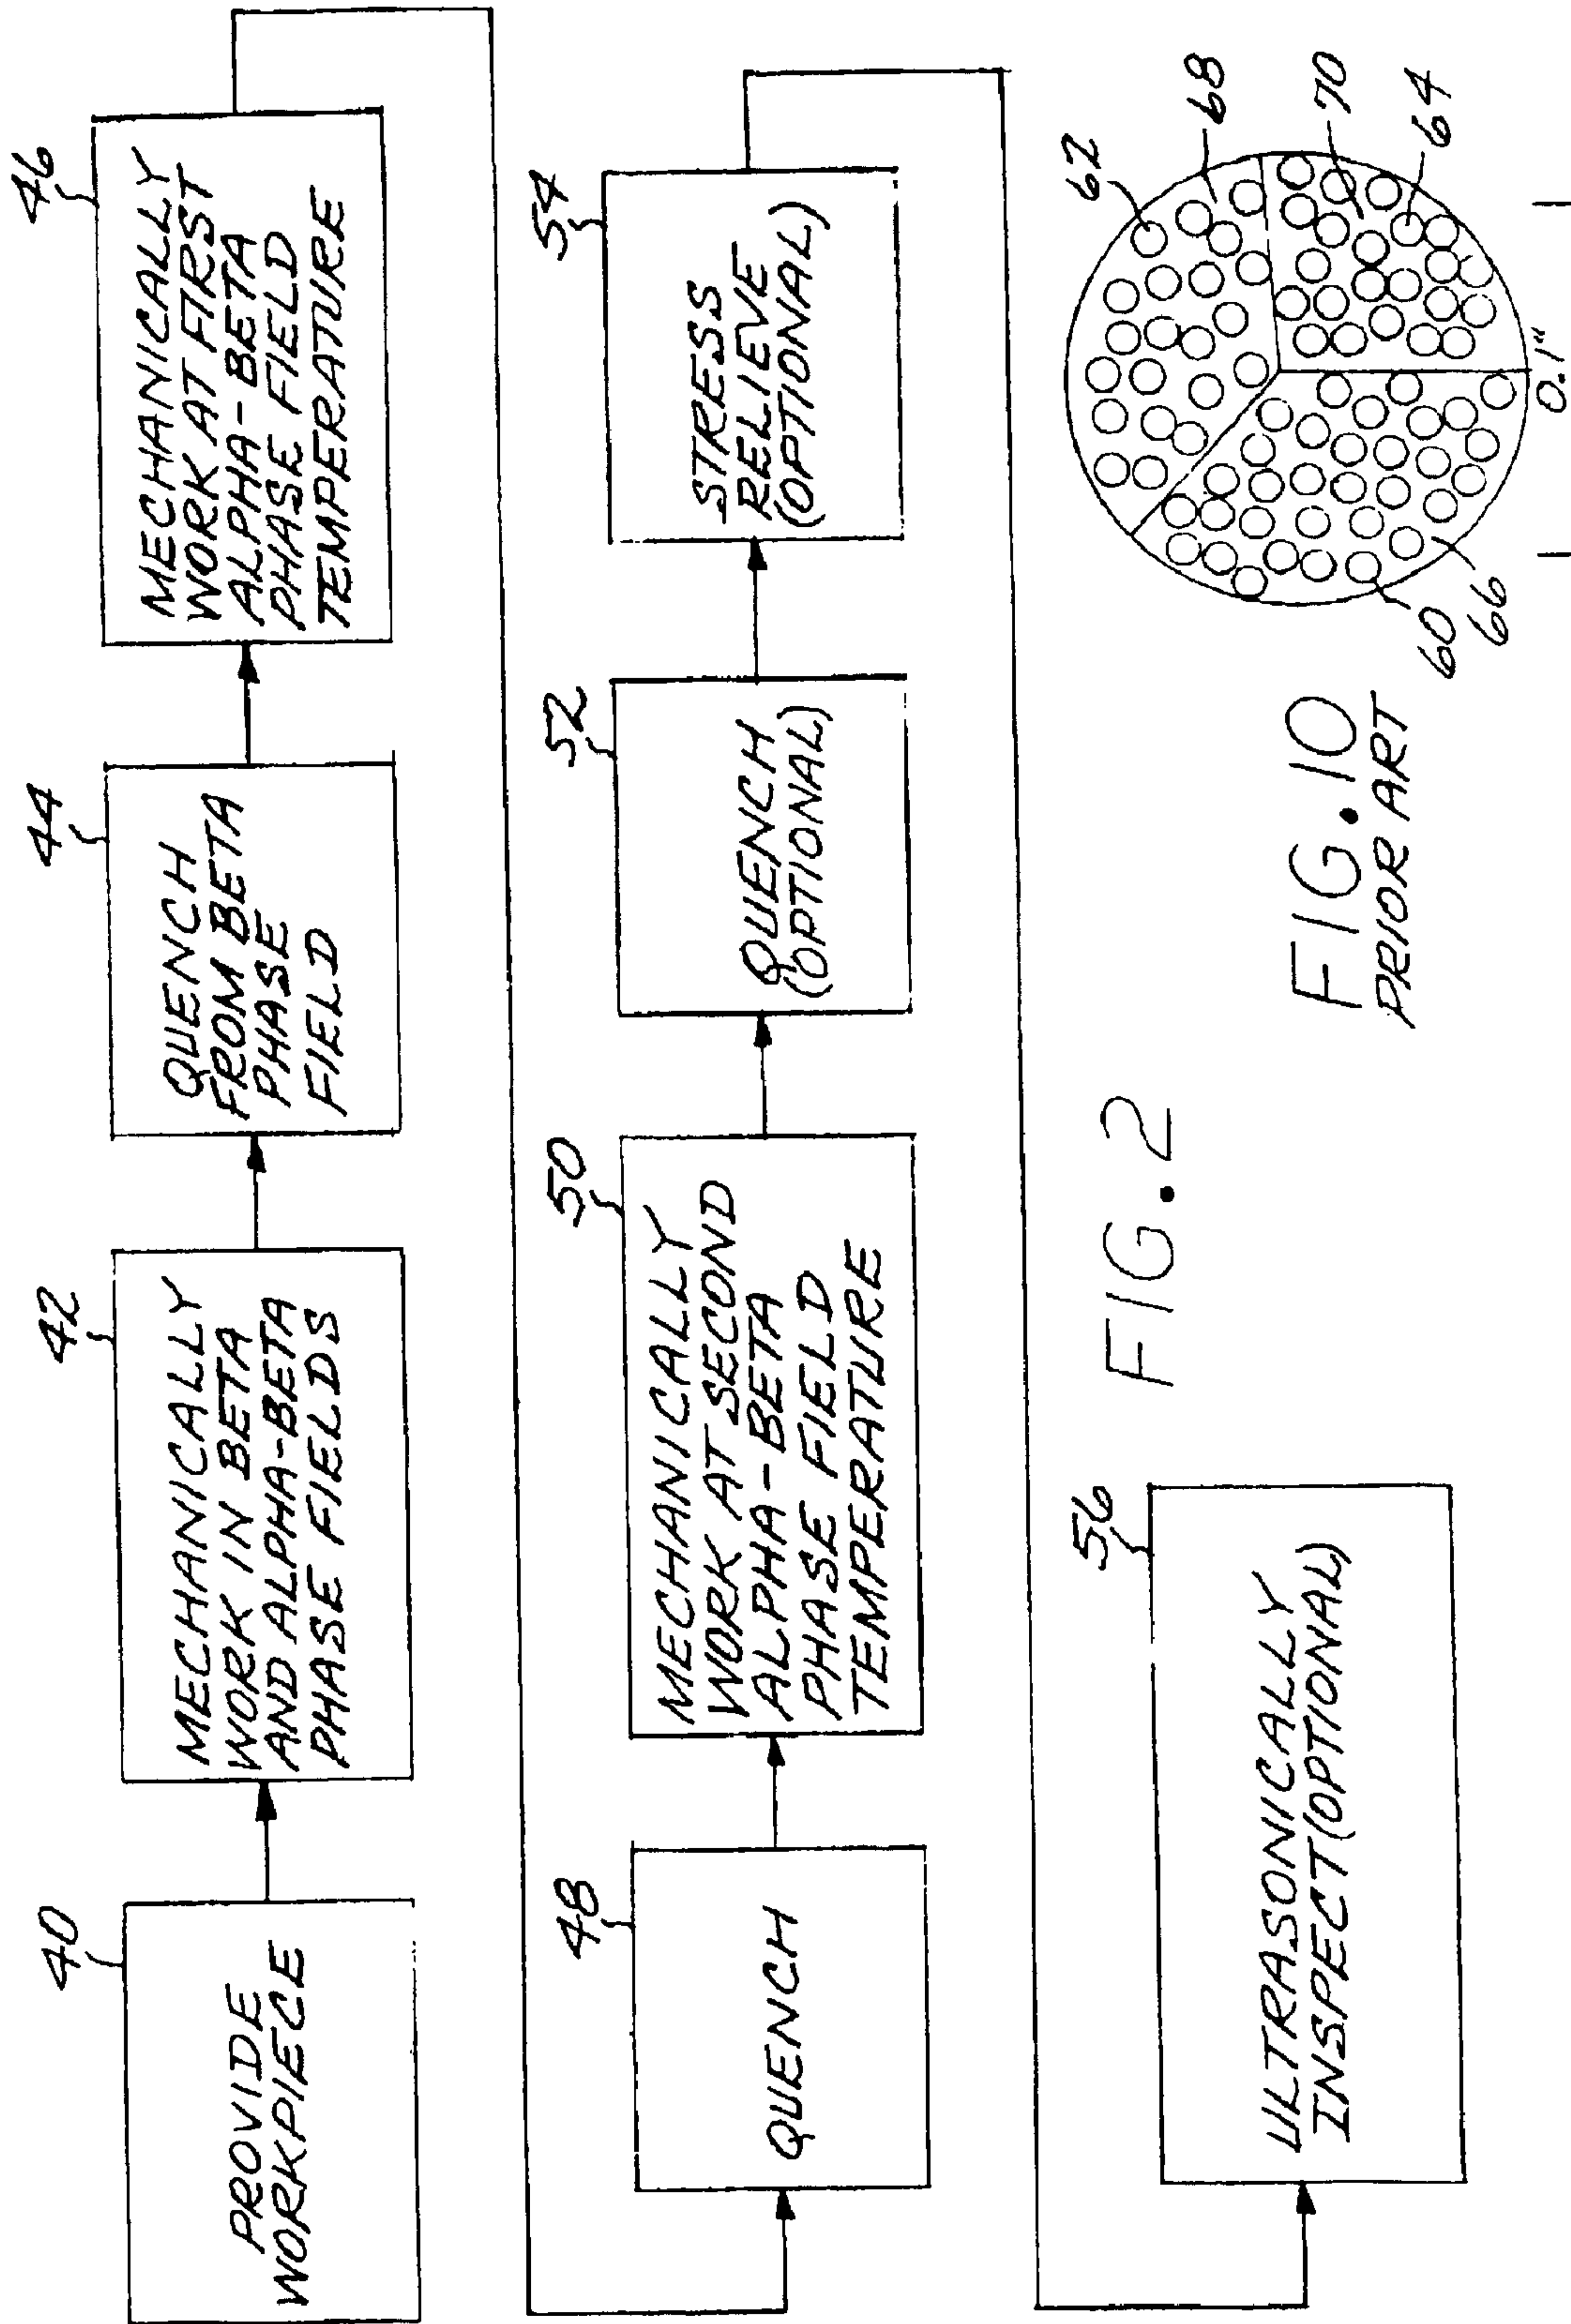 40
PROVIDE
WORKPIECE
42
MECHANICALLY
WORK IN BETA
AND ALPHA-BETA
PHASE FIELDS
44
QUENCH
FROM BETA
PHASE
FIELD
46
MECHANICALLY
WORK AT FIRST
ALPHA-BETA
PHASE FIELD
TEMPERATURE
48
QUENCH
50
MECHANICALLY
WORK AT SECOND
ALPHA-BETA
PHASE FIELD
TEMPERATURE
52
QUENCH
(OPTIONAL)
54
STRESS
RELIEVE
(OPTIONAL)
56
ULTRASONICALLY
INSPECT (OPTIONAL)
FIG. 2
62
68
70
64
60
66
0.1"
FIG. 10
PRIOR ART